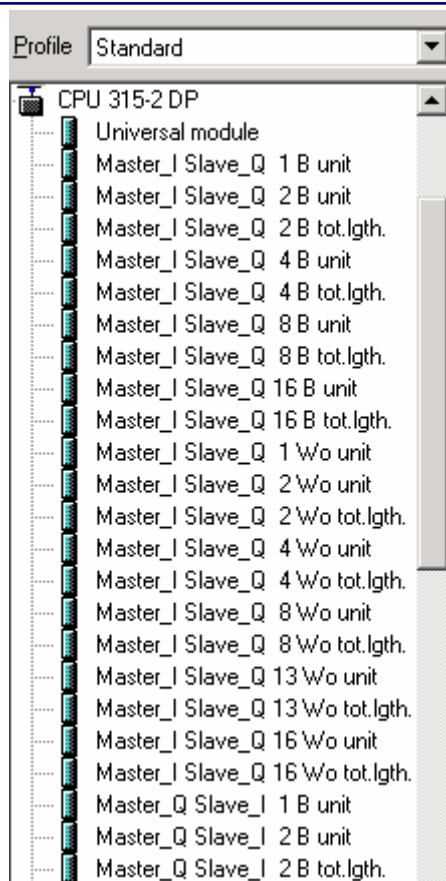 Profile Standard
CPU 315-2 DP
Universal module
Master_I Slave_Q 1 B unit
Master_I Slave_Q 2 B unit
Master_I Slave_Q 2 B tot.lgth.
Master_I Slave_Q 4 B unit
Master_I Slave_Q 4 B tot.lgth.
Master_I Slave_Q 8 B unit
Master_I Slave_Q 8 B tot.lgth.
Master_I Slave_Q 16 B unit
Master_I Slave_Q 16 B tot.lgth.
Master_I Slave_Q 1 Wo unit
Master_I Slave_Q 2 Wo unit
Master_I Slave_Q 2 Wo tot.lgth.
Master_I Slave_Q 4 Wo unit
Master_I Slave_Q 4 Wo tot.lgth.
Master_I Slave_Q 8 Wo unit
Master_I Slave_Q 8 Wo tot.lgth.
Master_I Slave_Q 13 Wo unit
Master_I Slave_Q 13 Wo tot.lgth.
Master_I Slave_Q 16 Wo unit
Master_I Slave_Q 16 Wo tot.lgth.
Master_Q Slave_I 1 B unit
Master_Q Slave_I 2 B unit
Master_Q Slave_I 2 B tot.lgth.